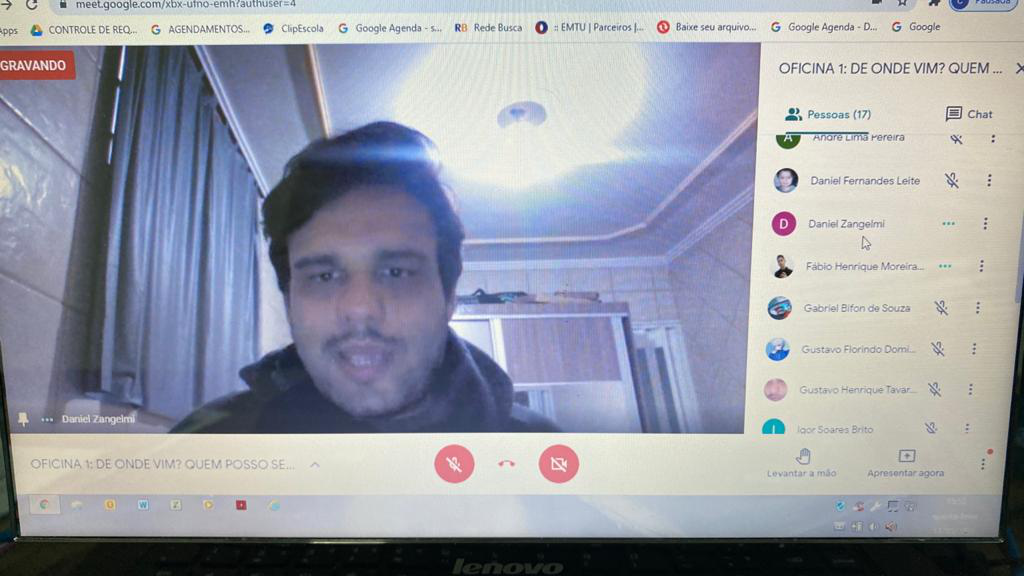 meet.google.com/xbx-ufno-emh?authuser=4
Pausada
Apps CONTROLE DE REQ... AGENDAMENTOS... ClipEscola Google Agenda - s... RB Rede Busca :: EMTU | Parceiros |... Baixe seu arquivo... Google Agenda - D... Google
GRAVANDO
OFICINA 1: DE ONDE VIM? QUEM ...
Pessoas (17) Chat
A André Lima Pereira
Daniel Fernandes Leite
D Daniel Zangelmi
Fábio Henrique Moreira...
Gabriel Bifon de Souza
Gustavo Florindo Domi...
Gustavo Henrique Tavar...
I Igor Soares Brito
Daniel Zangelmi
OFICINA 1: DE ONDE VIM? QUEM POSSO SE...
Levantar a mão Apresentar agora
lenovo